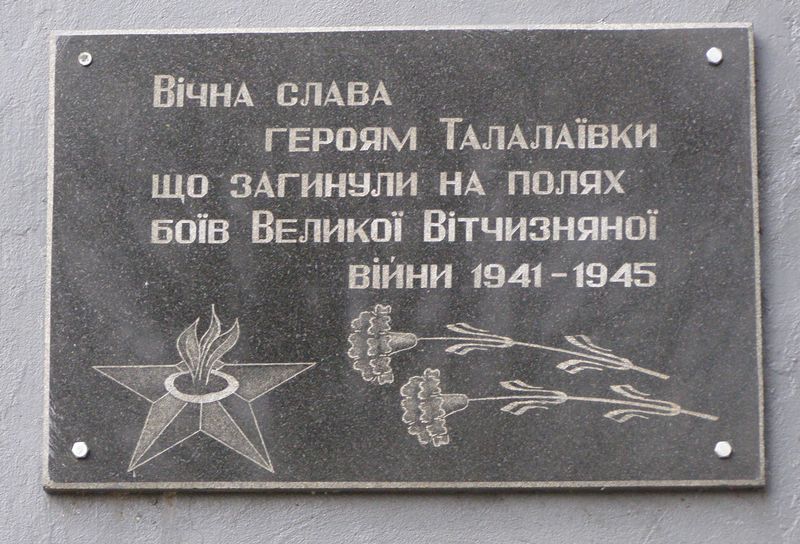 Вічна слава
героям Талалаївки
що загинули на полях
боїв Великої Вітчизняної
війни 1941-1945